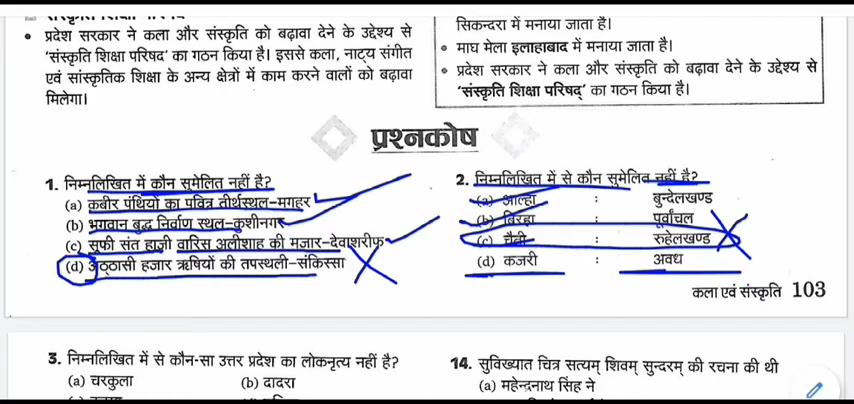 प्रदेश सरकार ने कला और संस्कृति को बढ़ावा देने के उद्देश्य से
'संस्कृति शिक्षा परिषद' का गठन किया है। इससे कला, नाट्य संगीत
एवं सांस्कृतिक शिक्षा के अन्य क्षेत्रों में काम करने वालों को बढ़ावा
मिलेगा।
सिकन्दरा में मनाया जाता है।
माघ मेला इलाहाबाद में मनाया जाता है।
प्रदेश सरकार ने कला और संस्कृति को बढ़ावा देने के उद्देश्य से
'संस्कृति शिक्षा परिषद्' का गठन किया है।
प्रश्नकोष
1. निम्नलिखित में कौन सुमेलित नहीं है?
(a) कबीर पंथियों का पवित्र तीर्थस्थल–मगहर
(b) भगवान बुद्ध निर्वाण स्थल–कुशीनगर
(c) सूफी संत हाजी वारिस अलीशाह की मजार–देवाशरीफ
(d) अठ्ठासी हजार ऋषियों की तपस्थली–संकिस्सा
2. निम्नलिखित में से कौन सुमेलित नहीं है?
(a) आल्हा : बुन्देलखण्ड
(b) बिरहा : पूर्वांचल
(c) चैती : रुहेलखण्ड
(d) कजरी : अवध
कला एवं संस्कृति 103
3. निम्नलिखित में से कौन-सा उत्तर प्रदेश का लोकनृत्य नहीं है?
(a) चरकुला (b) दादरा
14. सुविख्यात चित्र सत्यम् शिवम् सुन्दरम् की रचना की थी
(a) महेन्द्रनाथ सिंह ने